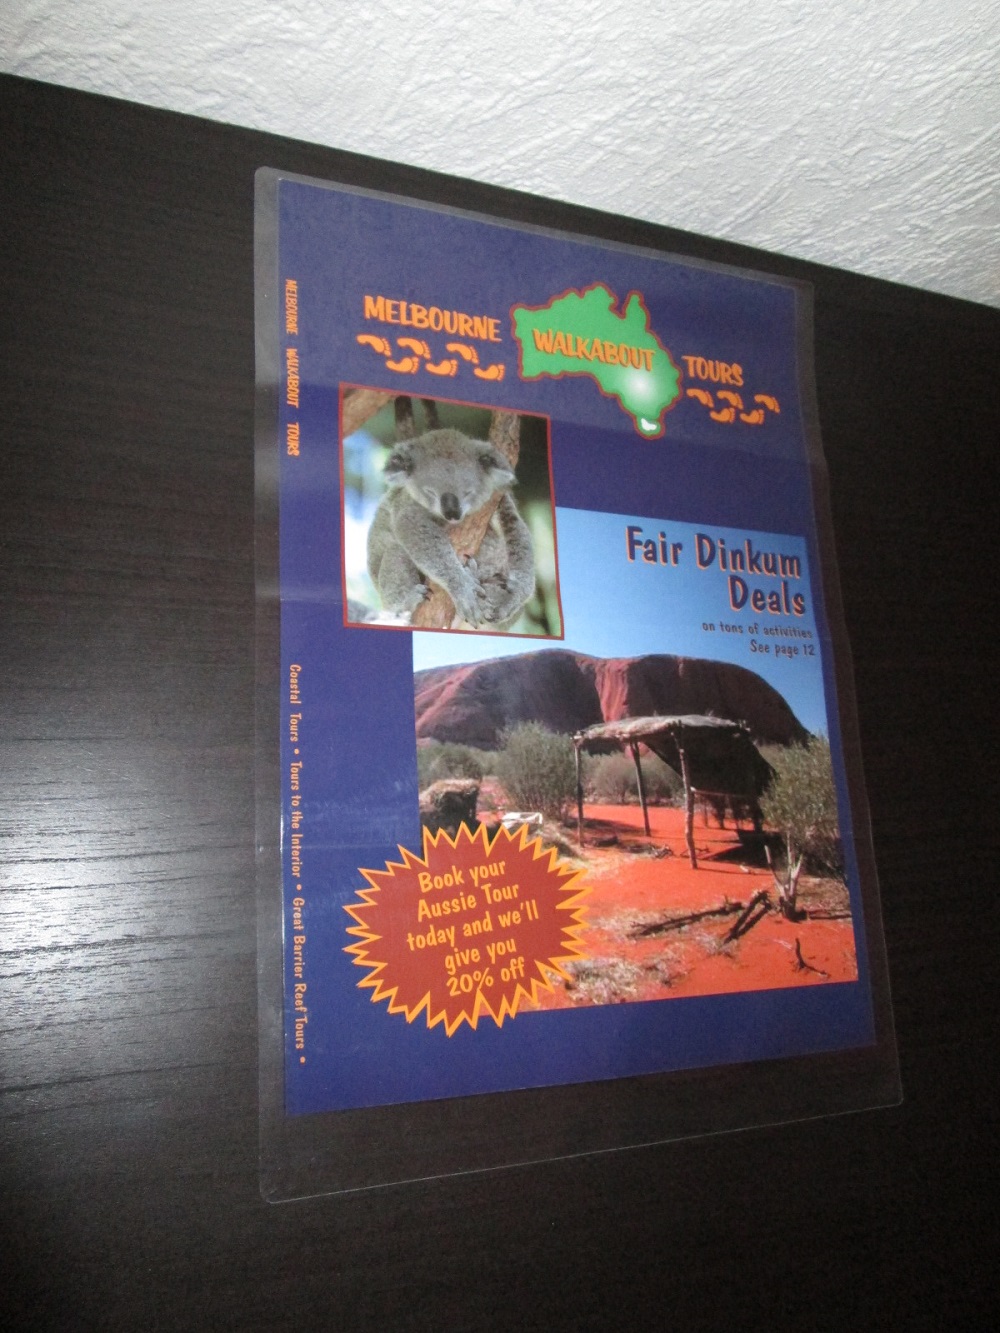 MELBOURNE WALKABOUT TOURS
MELBOURNE WALKABOUT TOURS
Fair Dinkum
Deals
on tons of activities
See page 12
Coastal Tours • Tours to the Interior • Great Barrier Reef Tours •
Book your
Aussie Tour
today and we'll
give you
20% off